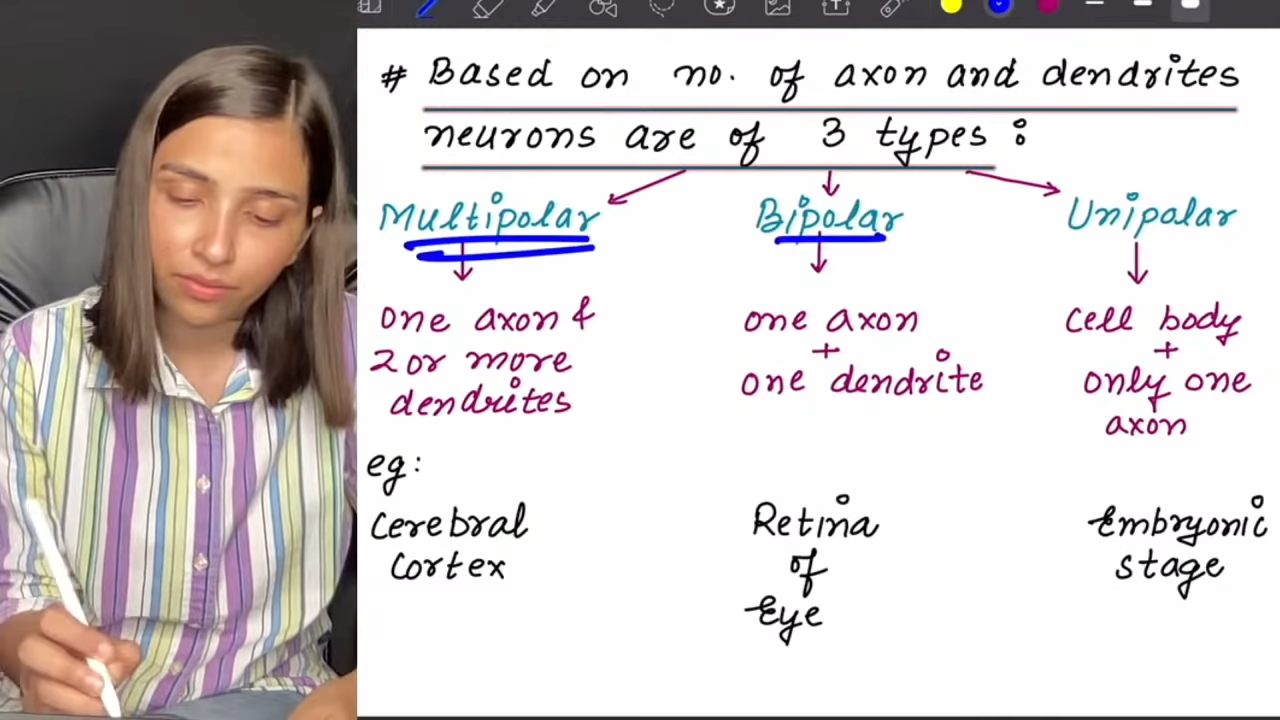 # Based on no. of axon and dendrites
neurons are of 3 types :
Multipolar
Bipolar
Unipolar
one axon &
2 or more
dendrites
one axon
+
one dendrite
cell body
+
only one
axon
eg:
Cerebral
Cortex
Retina
of
Eye
Embryonic
stage